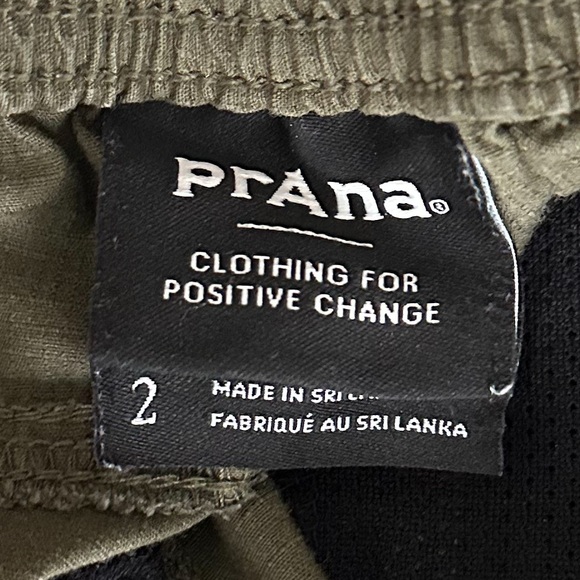 prAna®
CLOTHING FOR
POSITIVE CHANGE
2
MADE IN SRI
FABRIQUÉ AU SRI LANKA